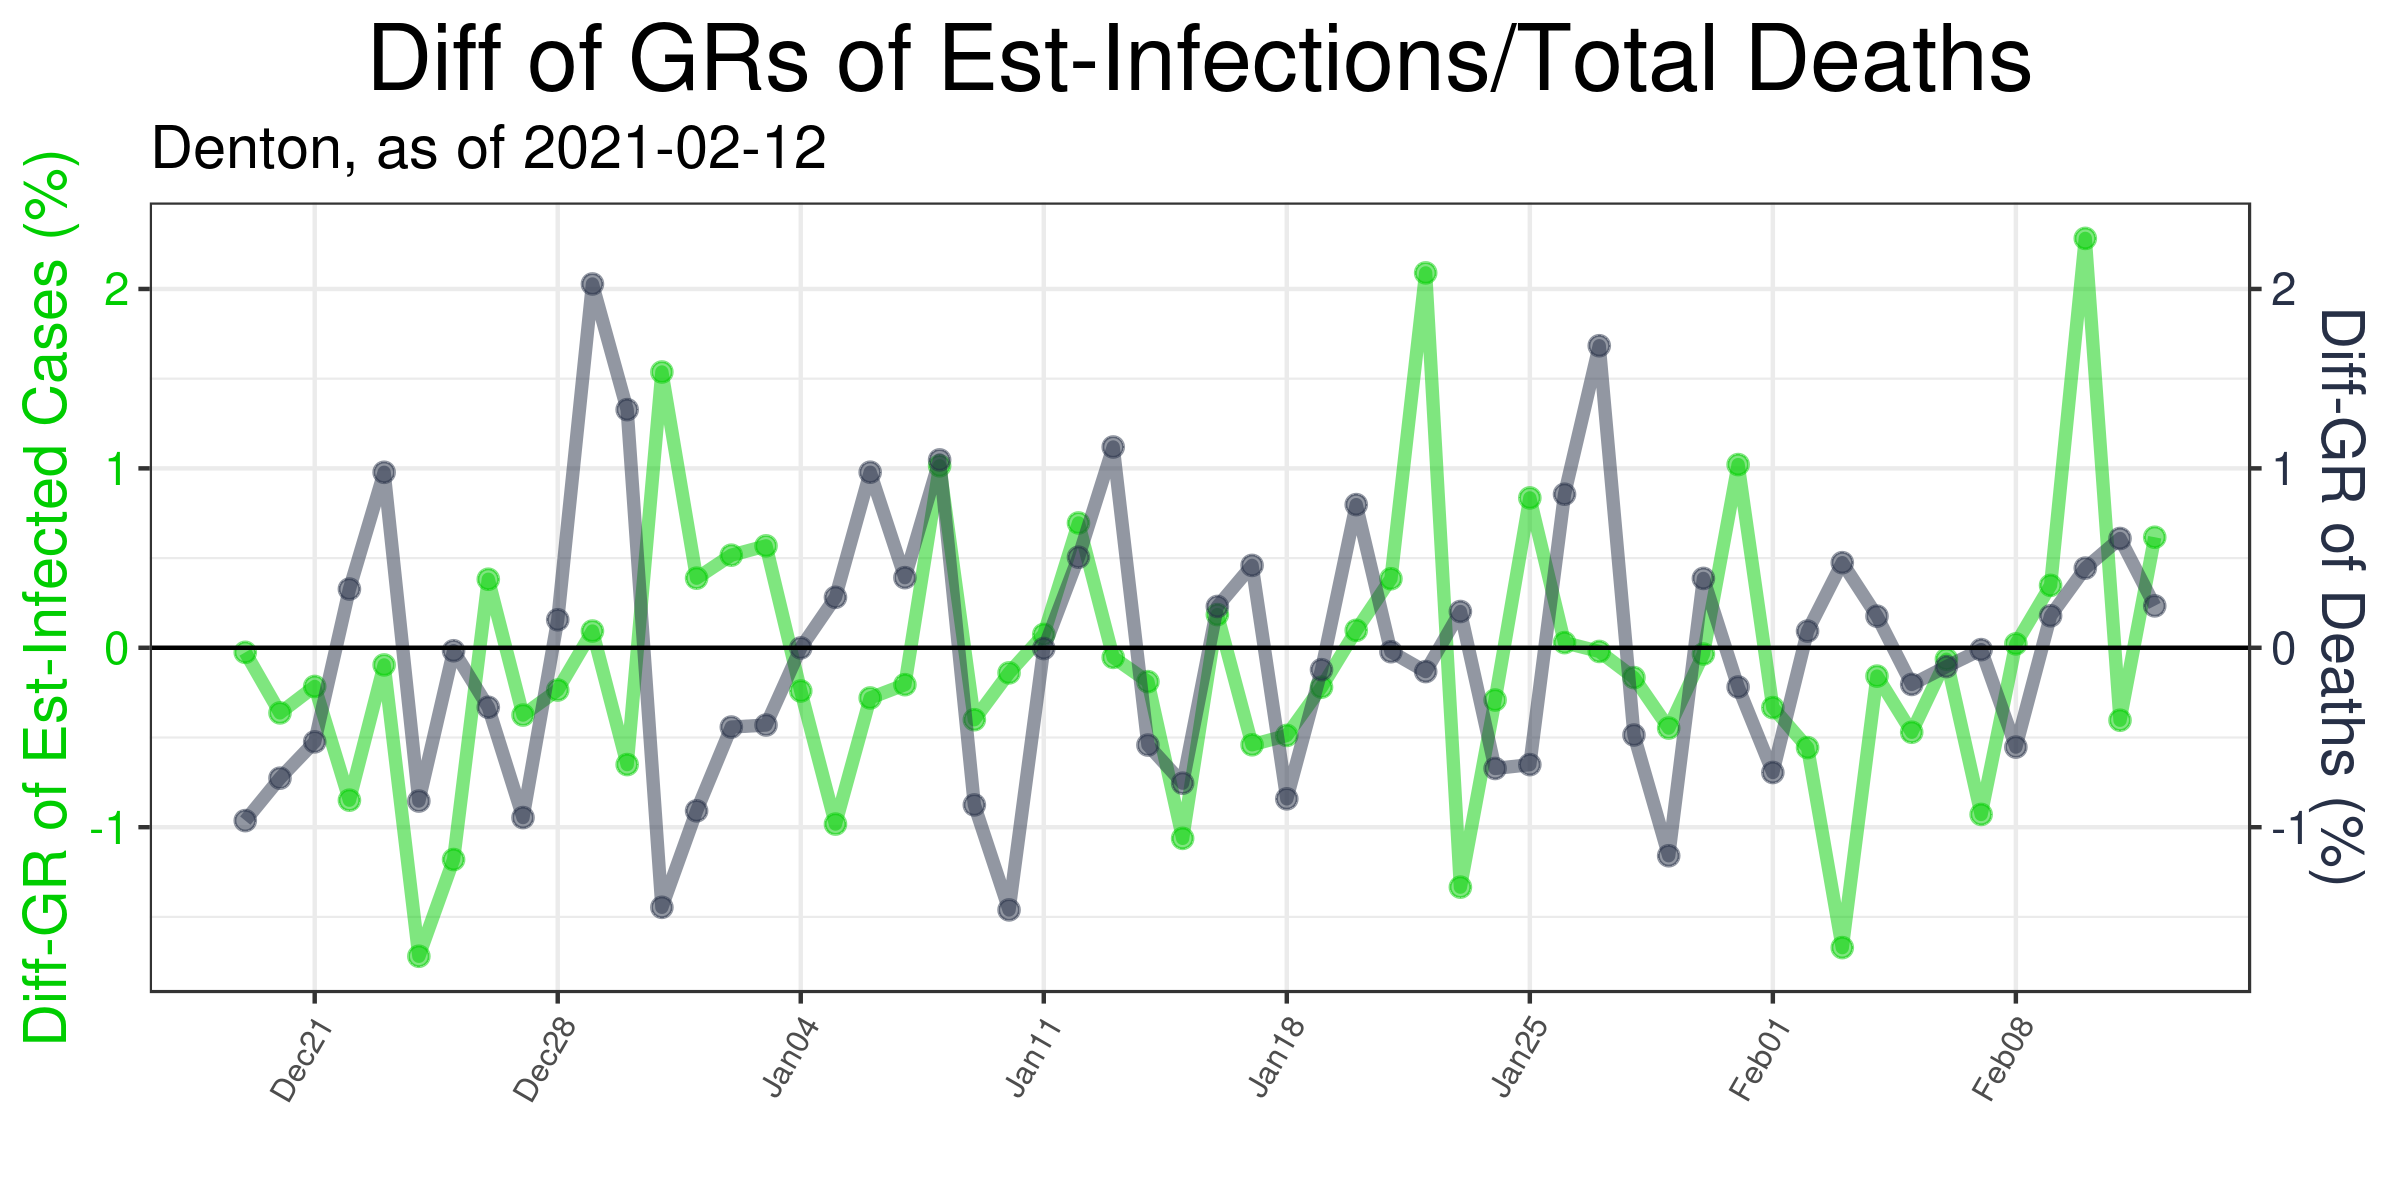 Diff of GRs of Est-Infections/Total Deaths
Denton, as of 2021-02-12
Diff-GR of Est-Infected Cases (%)
2
1
0
-1
2
1
0
-1
Diff-GR of Deaths (%)
Dec21
Dec28
Jan04
Jan11
Jan18
Jan25
Feb01
Feb08